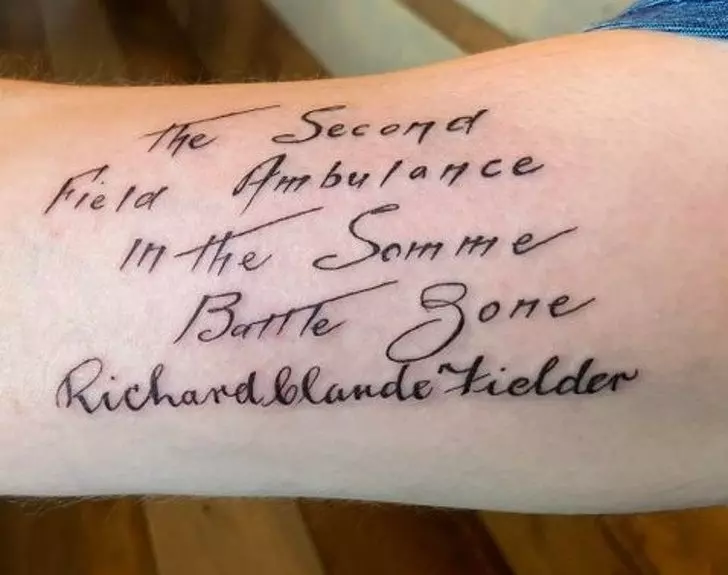 The Second
Field Ambulance
In the Somme
Battle Zone
Richard Claude Fielder